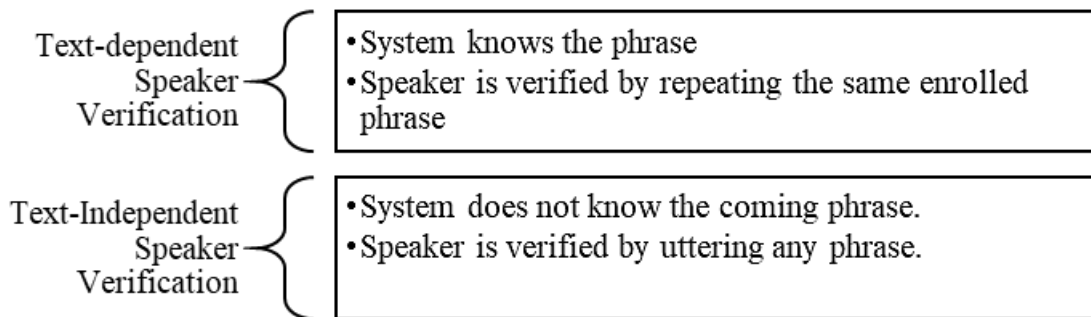 Text-dependent
Speaker
Verification
•System knows the phrase
•Speaker is verified by repeating the same enrolled
phrase
Text-Independent
Speaker
Verification
•System does not know the coming phrase.
•Speaker is verified by uttering any phrase.